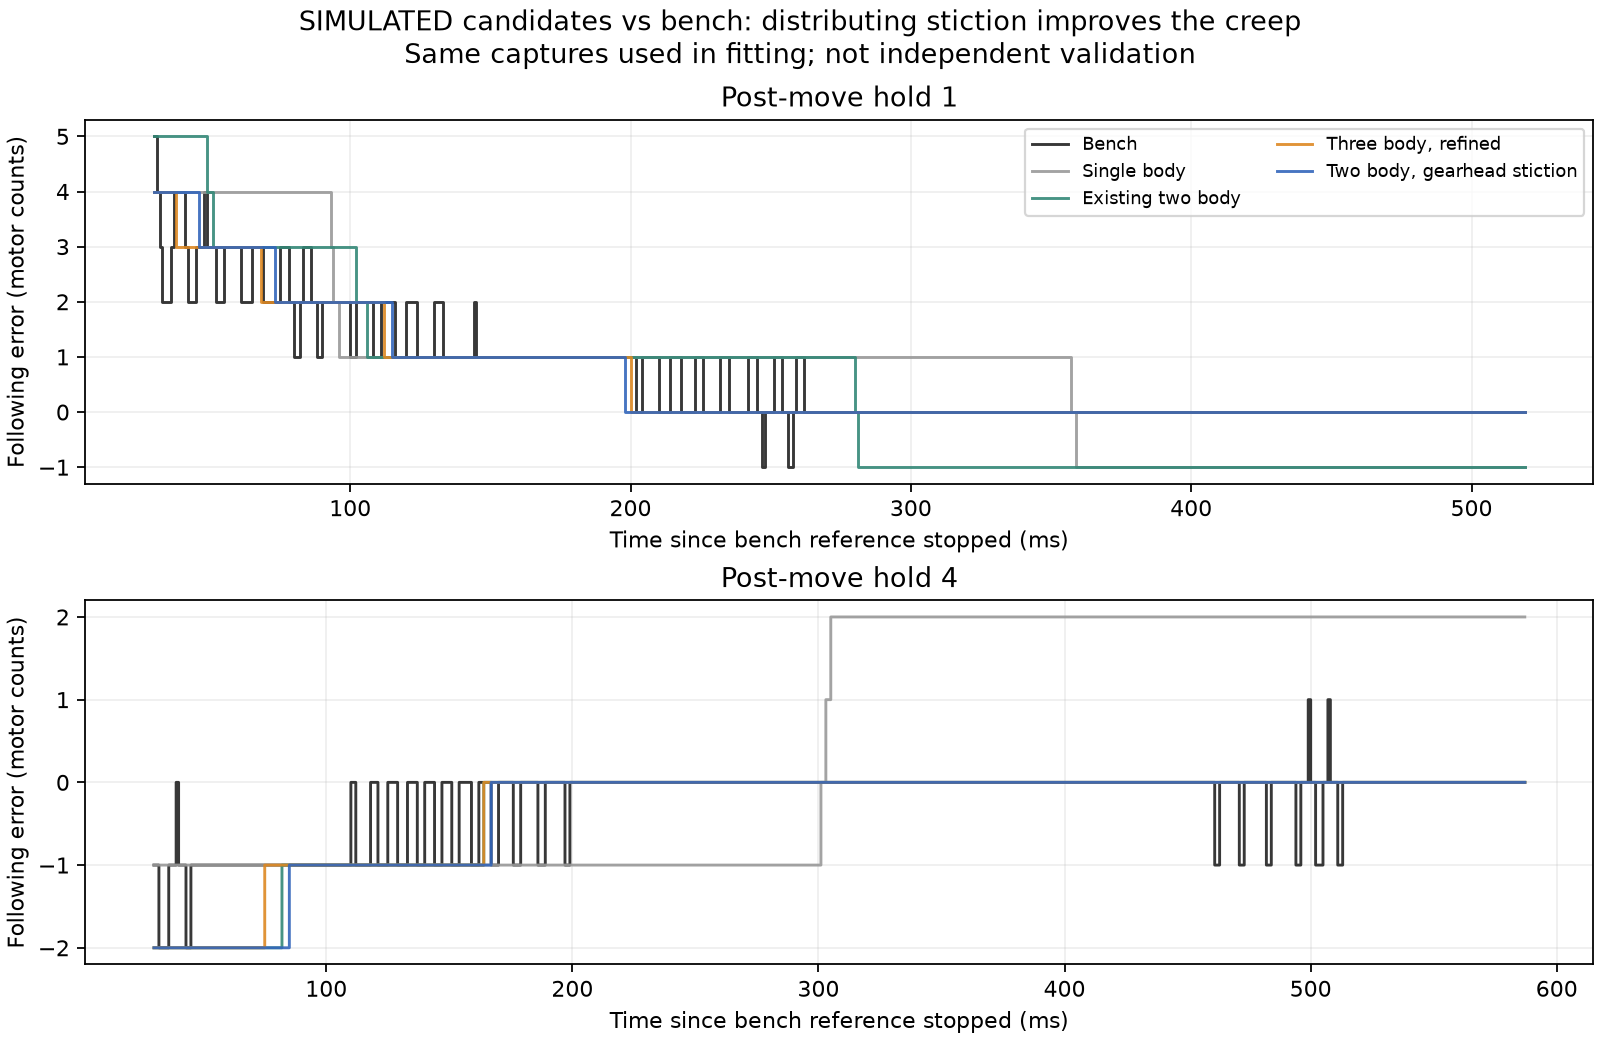 SIMULATED candidates vs bench: distributing stiction improves the creep
Same captures used in fitting; not independent validation
Post-move hold 1
Following error (motor counts)
5
4
3
2
1
0
−1
Bench
Single body
Existing two body
Three body, refined
Two body, gearhead stiction
100
200
300
400
500
Time since bench reference stopped (ms)
Post-move hold 4
Following error (motor counts)
2
1
0
−1
−2
100
200
300
400
500
600
Time since bench reference stopped (ms)